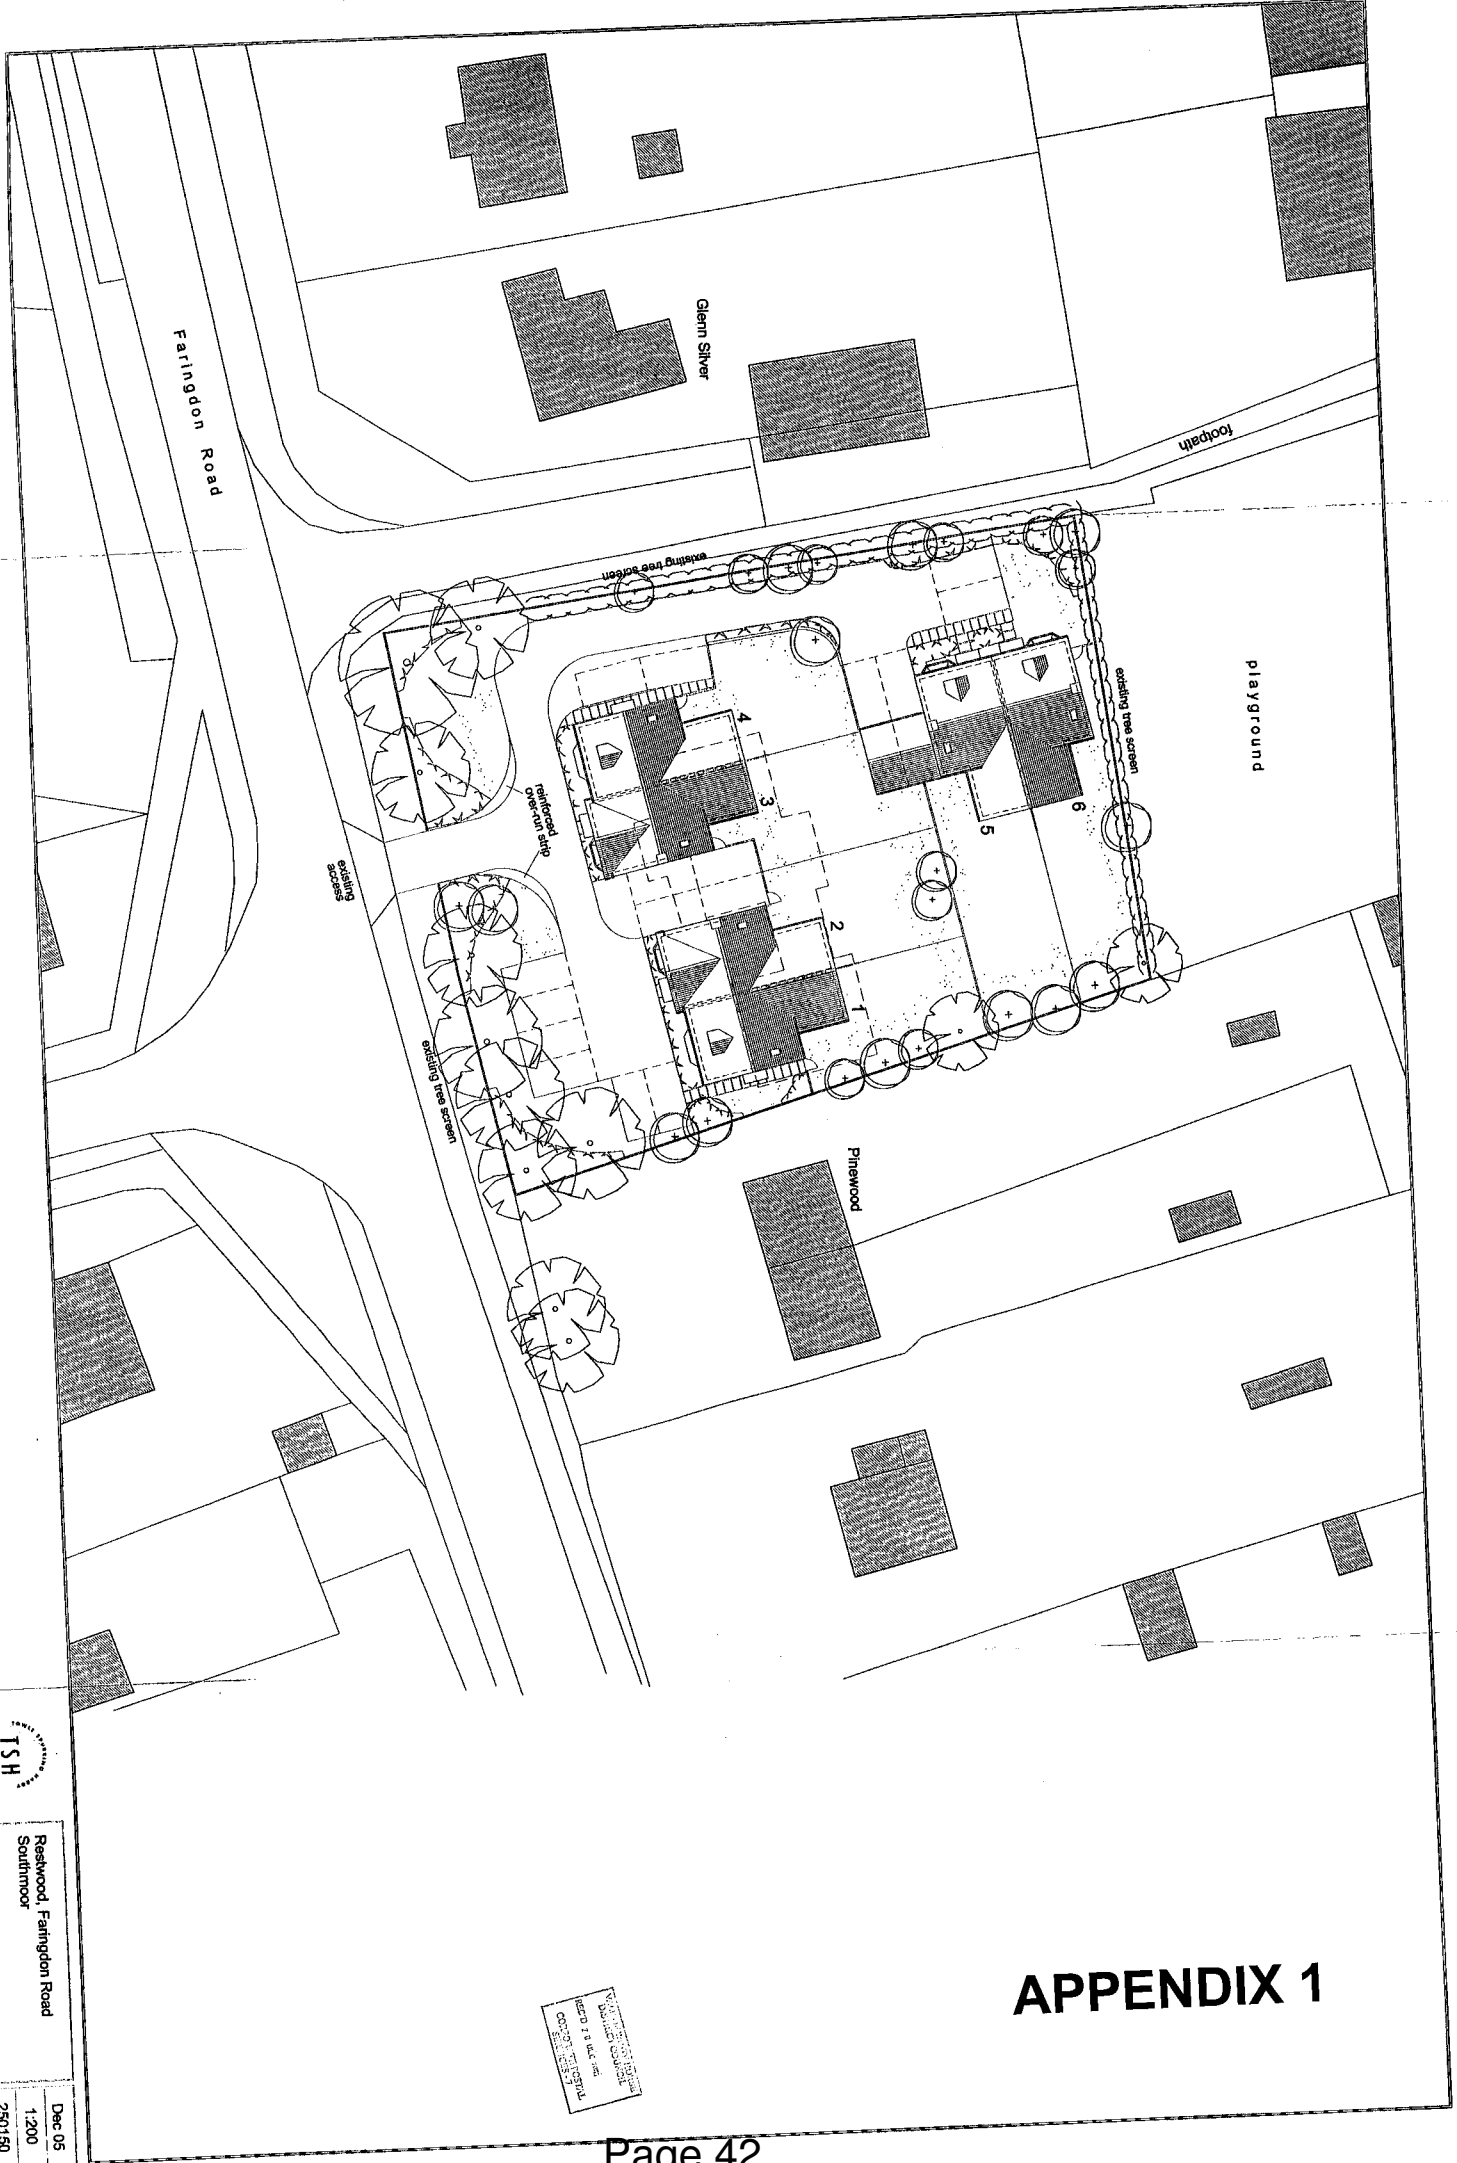 Glenn Silver
Faringdon Road
footpath
existing tree screen
playground
existing tree screen
4
3
6
5
reinforced
over-run strip
existing
access
2
1
existing tree screen
Pinewood
TSH
Restwood, Faringdon Road
Southmoor
APPENDIX 1
DISTRICT COUNCIL
Dec 05
1:200
250150
Page 42